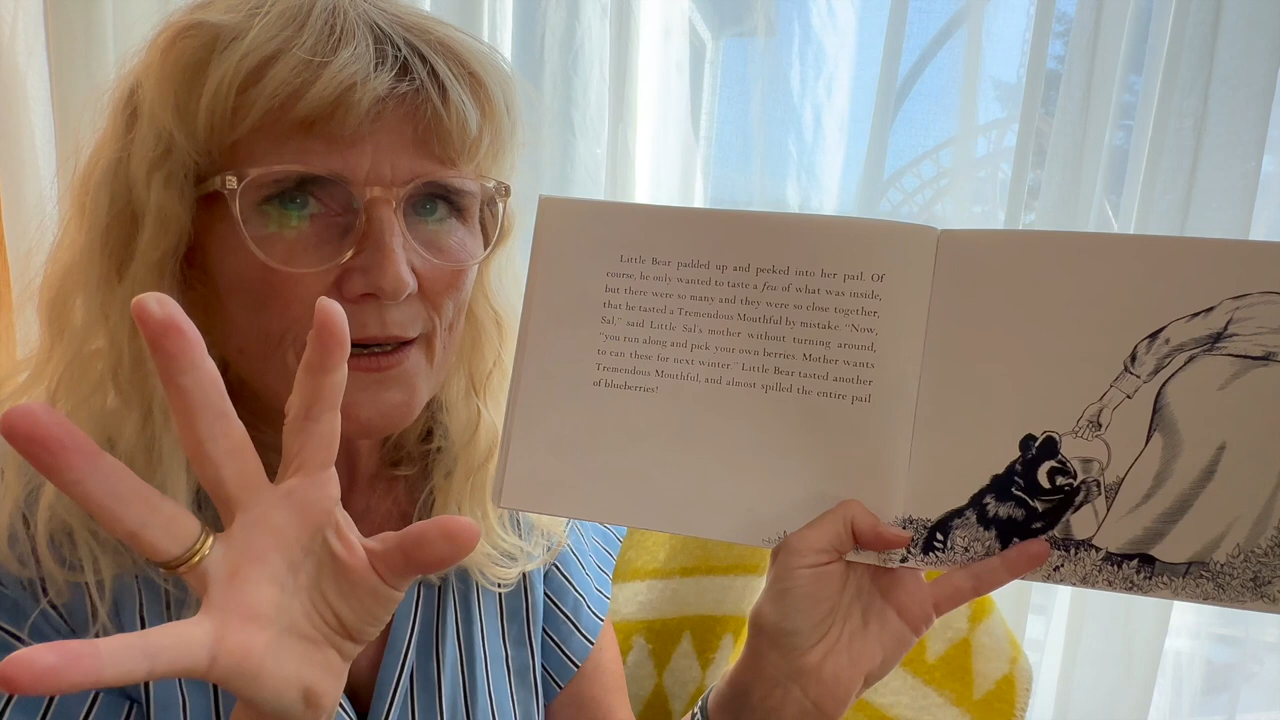 Little Bear padded up and peeked into her pail. Of
course, he only wanted to taste a few of what was inside,
but there were so many and they were so close together,
that he tasted a Tremendous Mouthful by mistake. “Now,
Sal,” said Little Sal’s mother without turning around,
“you run along and pick your own berries. Mother wants
to can these for next winter.” Little Bear tasted another
Tremendous Mouthful, and almost spilled the entire pail
of blueberries!